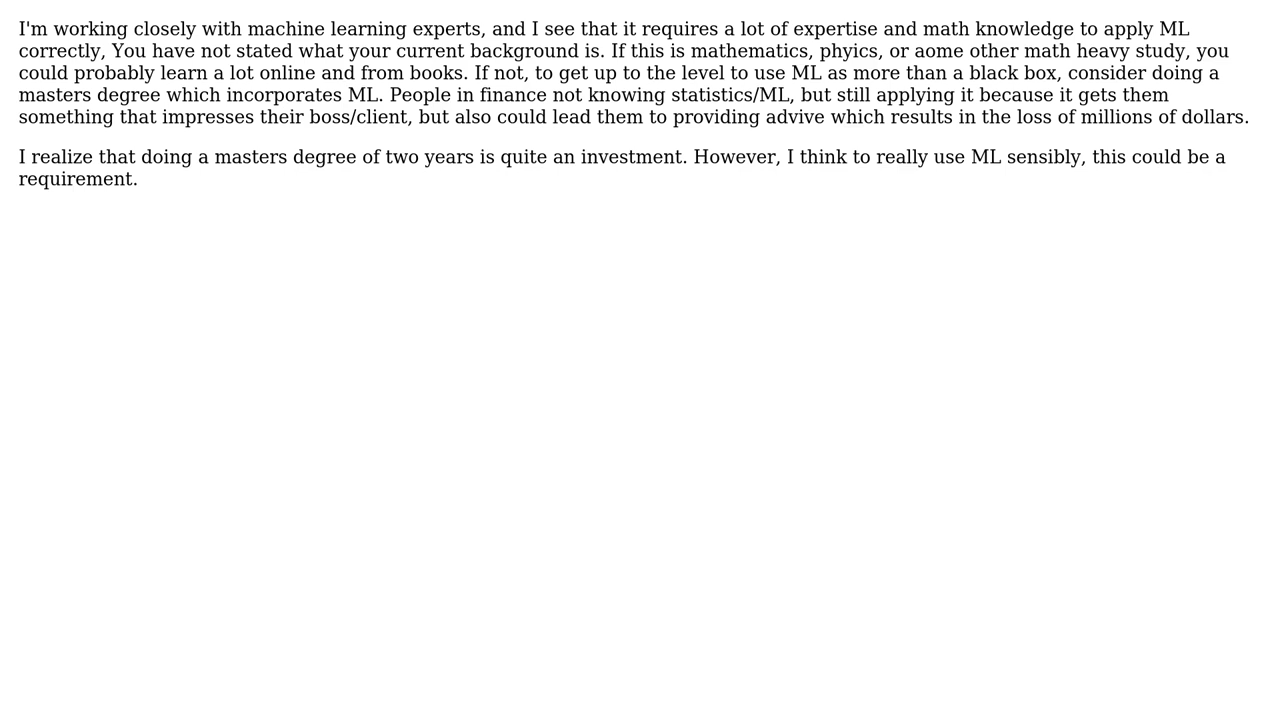 I'm working closely with machine learning experts, and I see that it requires a lot of expertise and math knowledge to apply ML
correctly, You have not stated what your current background is. If this is mathematics, phyics, or aome other math heavy study, you
could probably learn a lot online and from books. If not, to get up to the level to use ML as more than a black box, consider doing a
masters degree which incorporates ML. People in finance not knowing statistics/ML, but still applying it because it gets them
something that impresses their boss/client, but also could lead them to providing advive which results in the loss of millions of dollars.
I realize that doing a masters degree of two years is quite an investment. However, I think to really use ML sensibly, this could be a
requirement.